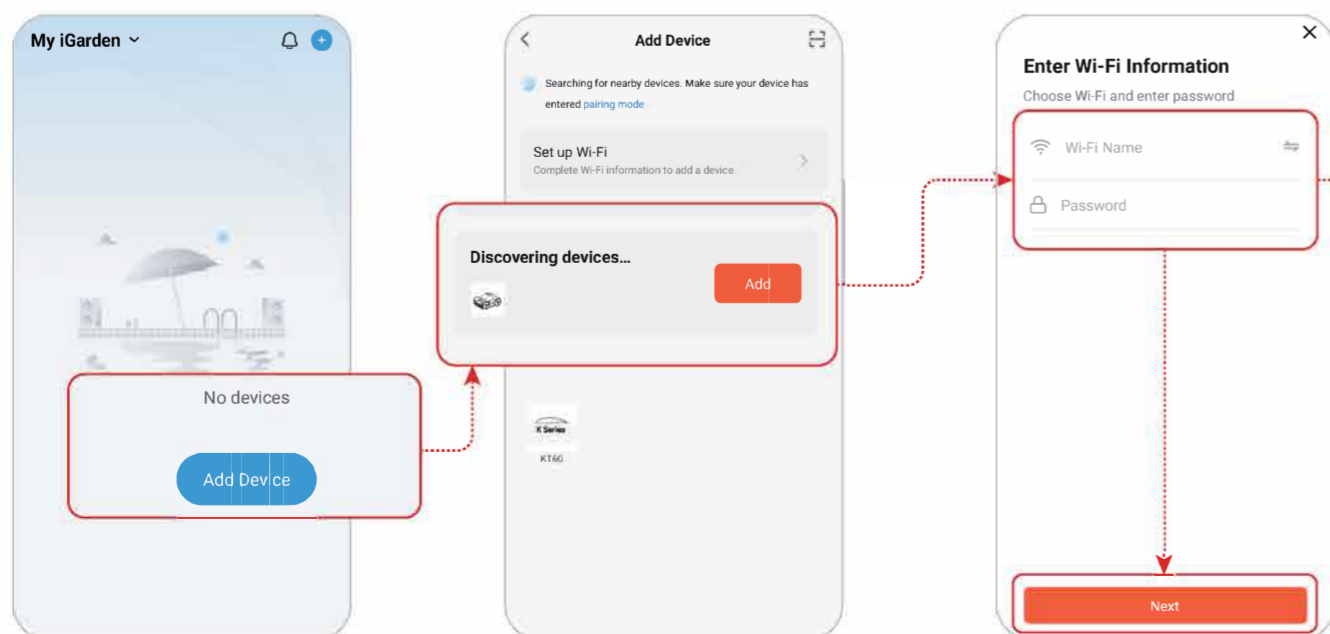 My iGarden
No devices
Add Device
Add Device
Searching for nearby devices. Make sure your device has
entered pairing mode
Set up Wi-Fi
Complete Wi-Fi information to add a device
Discovering devices...
Add
K Series
KT60
Enter Wi-Fi Information
Choose Wi-Fi and enter password
Wi-Fi Name
Password
Next